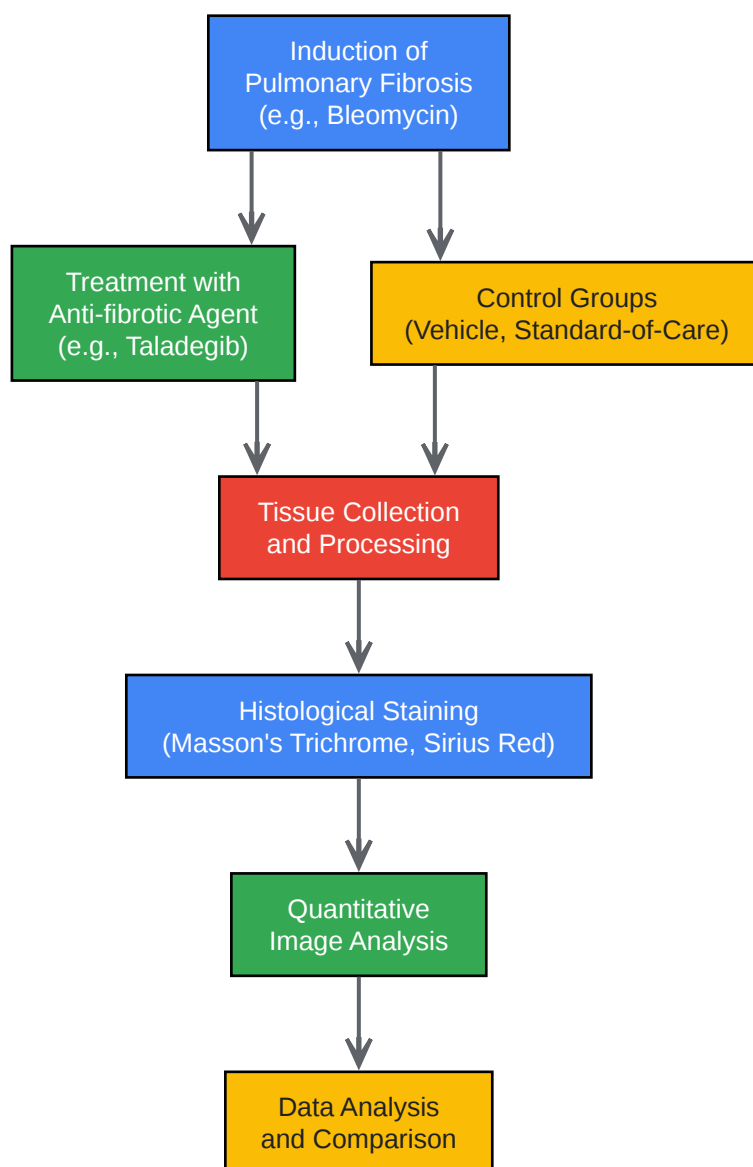 Induction of
Pulmonary Fibrosis
(e.g., Bleomycin)
Treatment with
Anti-fibrotic Agent
(e.g., Taladegib)
Control Groups
(Vehicle, Standard-of-Care)
Tissue Collection
and Processing
Histological Staining
(Masson's Trichrome, Sirius Red)
Quantitative
Image Analysis
Data Analysis
and Comparison